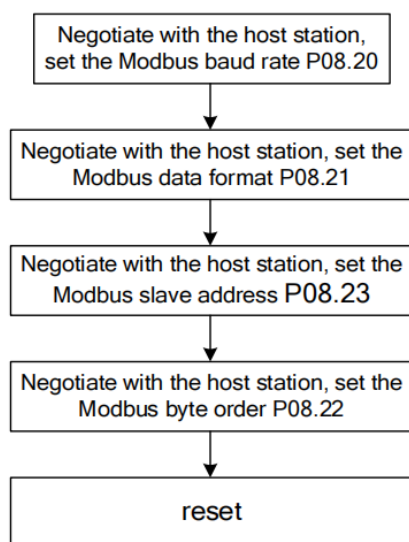 Negotiate with the host station,
set the Modbus baud rate P08.20
Negotiate with the host station, set the
Modbus data format P08.21
Negotiate with the host station, set the
Modbus slave address P08.23
Negotiate with the host station, set the
Modbus byte order P08.22
reset